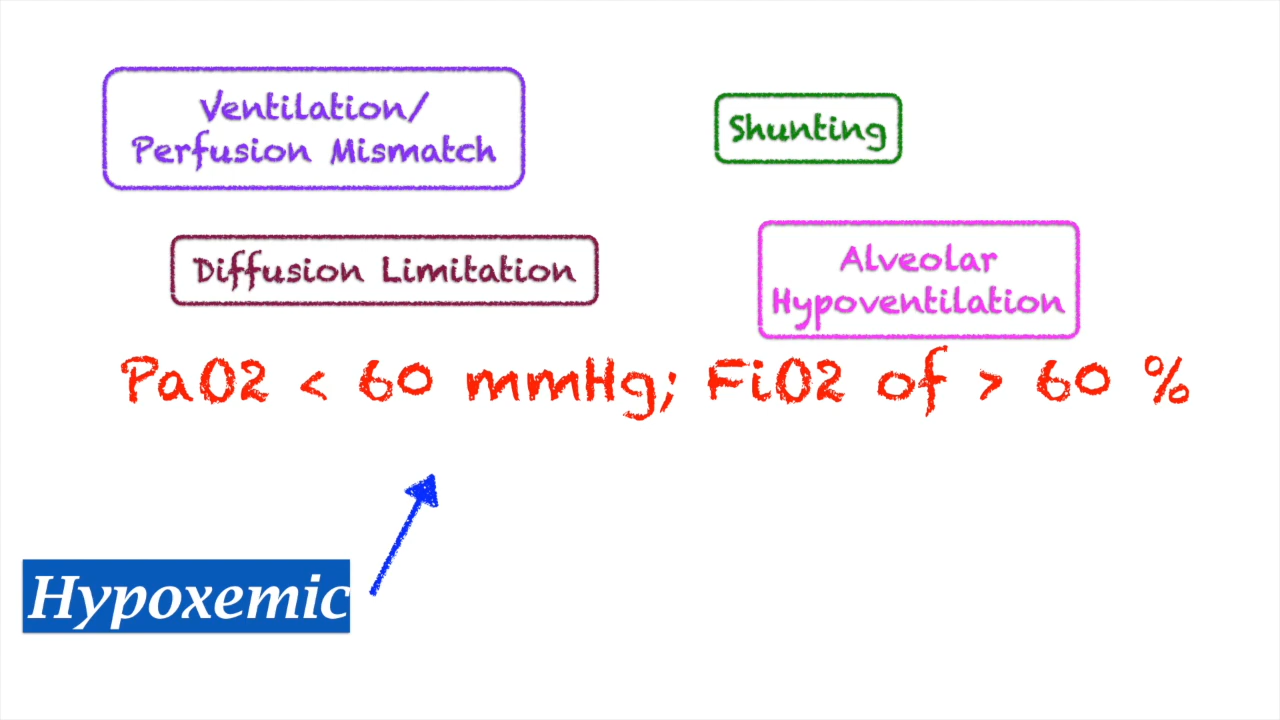 Ventilation/
Perfusion Mismatch
Shunting
Diffusion Limitation
Alveolar
Hypoventilation
PaO2 < 60 mmHg; FiO2 of > 60 %
Hypoxemic